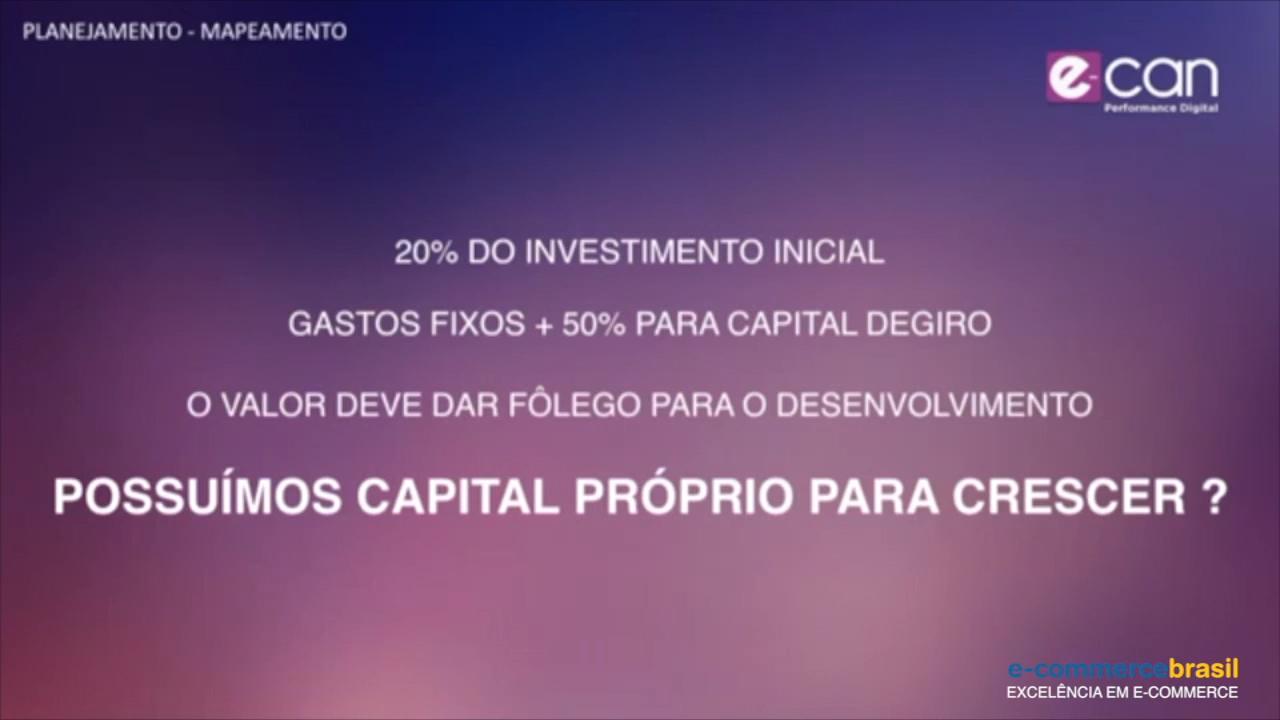 PLANEJAMENTO - MAPEAMENTO
e-can
Performance Digital
20% DO INVESTIMENTO INICIAL
GASTOS FIXOS + 50% PARA CAPITAL DEGIRO
O VALOR DEVE DAR FÔLEGO PARA O DESENVOLVIMENTO
POSSUÍMOS CAPITAL PRÓPRIO PARA CRESCER ?
e-commercebrasil
EXCELÊNCIA EM E-COMMERCE